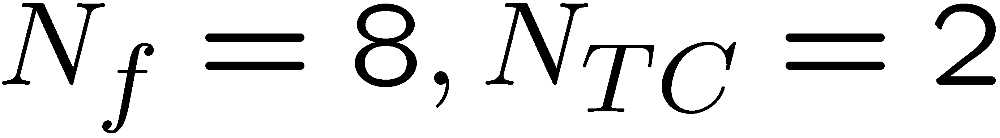 N_f = 8, N_{TC} = 2